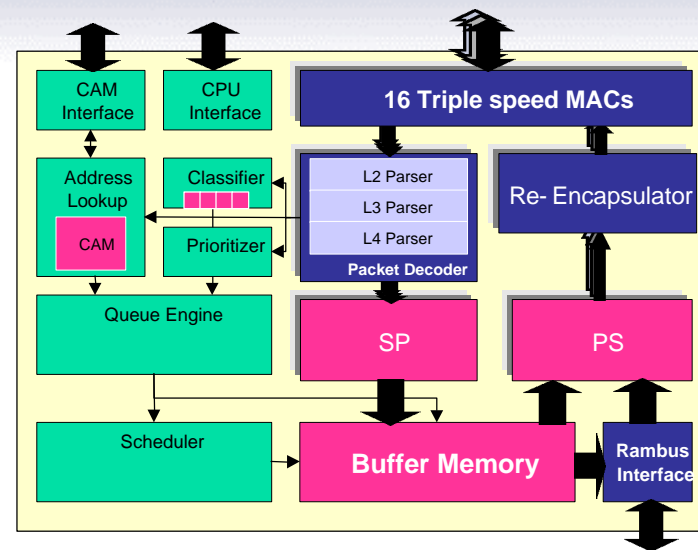 CAM
Interface
CPU
Interface
16 Triple speed MACs
Address
Lookup
CAM
Classifier
Prioritizer
L2 Parser
L3 Parser
L4 Parser
Packet Decoder
Re- Encapsulator
Queue Engine
SP
PS
Scheduler
Buffer Memory
Rambus
Interface